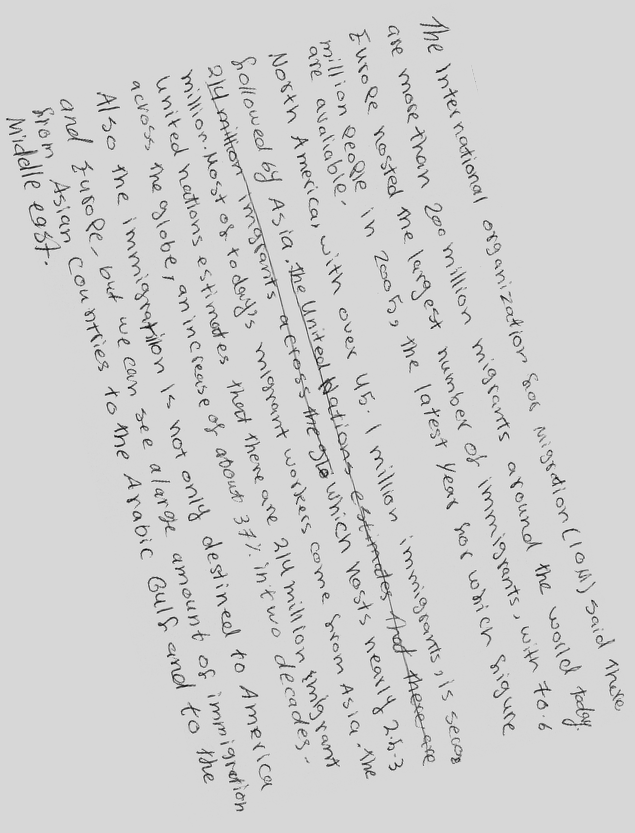 The International organization for Migration (IOM) said there
are more than 200 million migrants around the world today.
Europe hosted the largest number of immigrants, with 70.6
million people in 2005, the latest year for which figure
are avaliable.
North America, with over 45.1 million immigrants, is secoo
followed by Asia, the United Nations estimates that there are
214 million imigrants across the glo which hosts nearly 25.3
million. Most of today's migrant workers come from Asia. the
United nations estimates that there are 214 million imigrant
across the globe, an increase of about 37% in two decades.
Also the immigration is not only destined to America
and Europe, but we can see a large amount of immigration
from Asian countries to the Arabic Gulf and to the
Middle east.